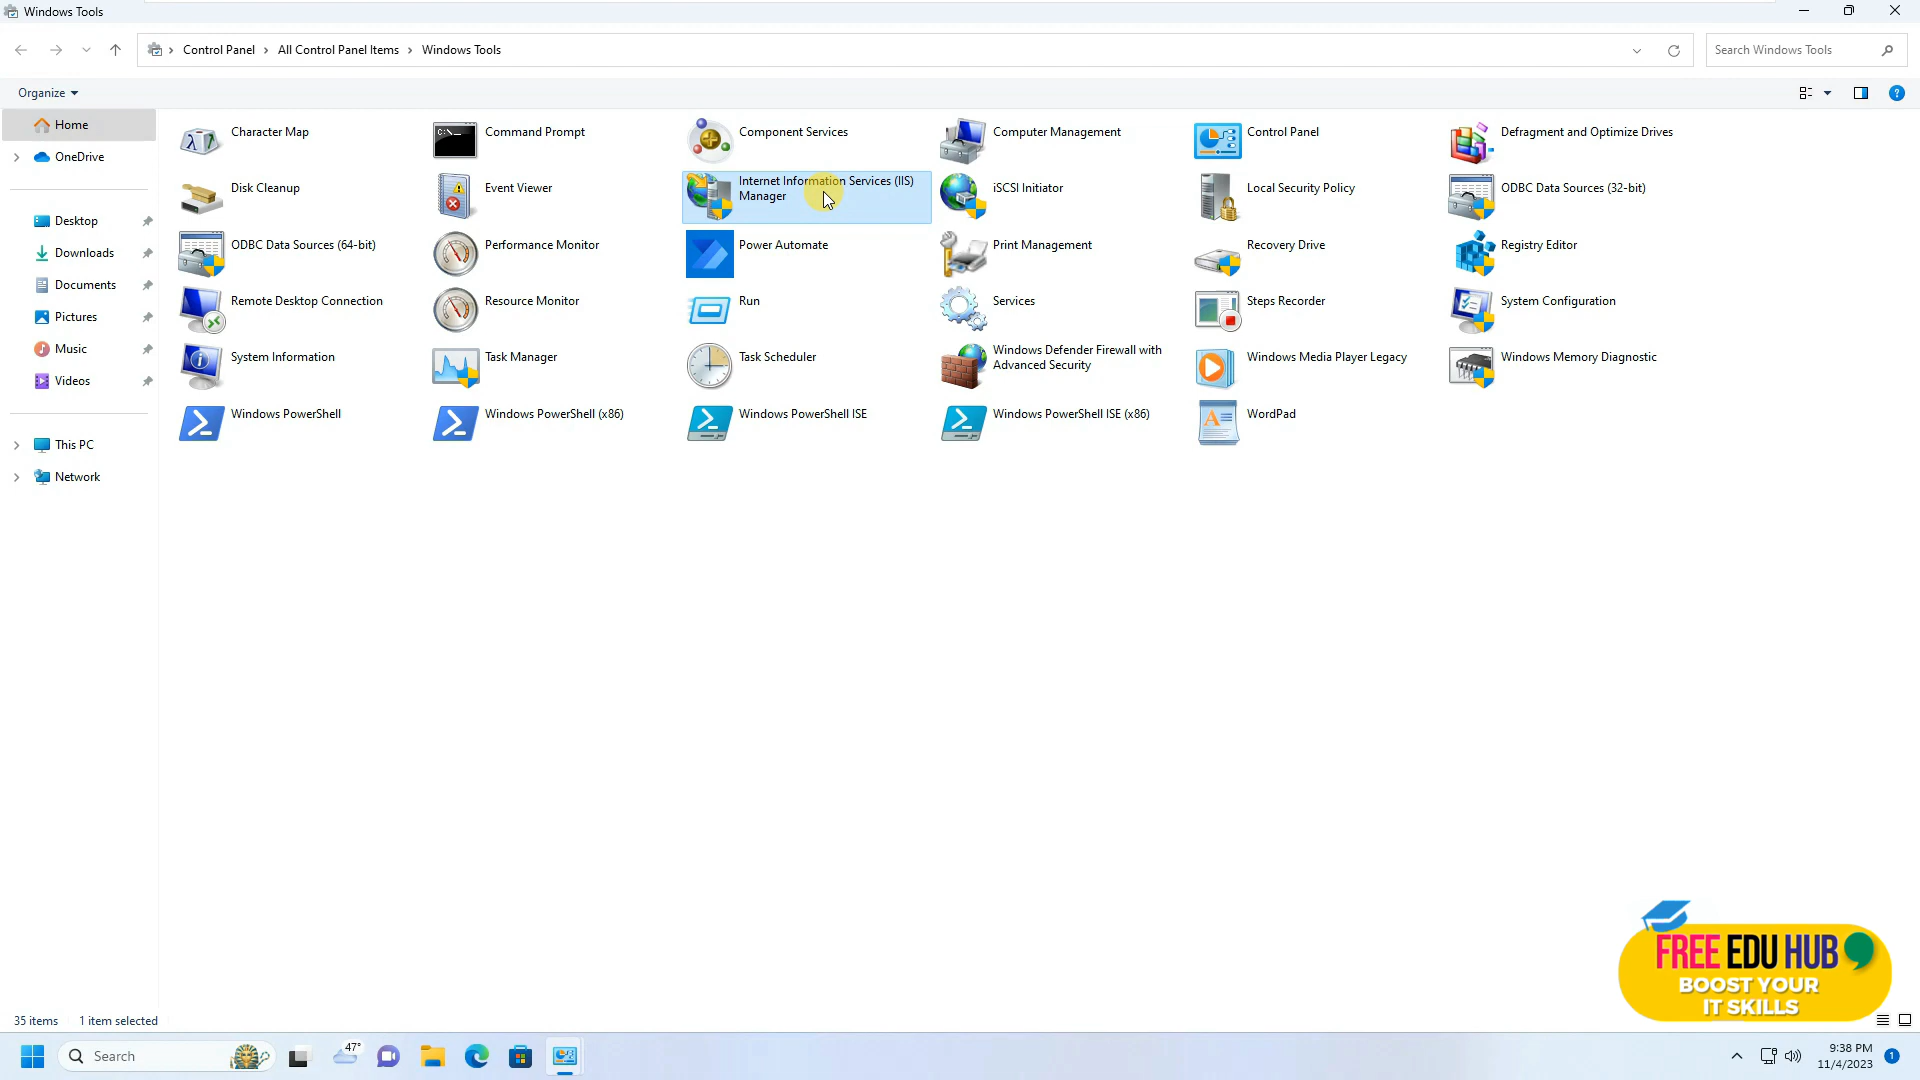 Windows Tools
Control Panel > All Control Panel Items > Windows Tools
Search Windows Tools
Organize
Home
OneDrive
Desktop
Downloads
Documents
Pictures
Music
Videos
This PC
Network
Character Map
Command Prompt
Component Services
Computer Management
Control Panel
Defragment and Optimize Drives
Disk Cleanup
Event Viewer
Internet Information Services (IIS)
Manager
iSCSI Initiator
Local Security Policy
ODBC Data Sources (32-bit)
ODBC Data Sources (64-bit)
Performance Monitor
Power Automate
Print Management
Recovery Drive
Registry Editor
Remote Desktop Connection
Resource Monitor
Run
Services
Steps Recorder
System Configuration
System Information
Task Manager
Task Scheduler
Windows Defender Firewall with
Advanced Security
Windows Media Player Legacy
Windows Memory Diagnostic
Windows PowerShell
Windows PowerShell (x86)
Windows PowerShell ISE
Windows PowerShell ISE (x86)
WordPad
FREE EDU HUB
BOOST YOUR
IT SKILLS
35 items 1 item selected
Search
47°
9:38 PM
11/4/2023
1